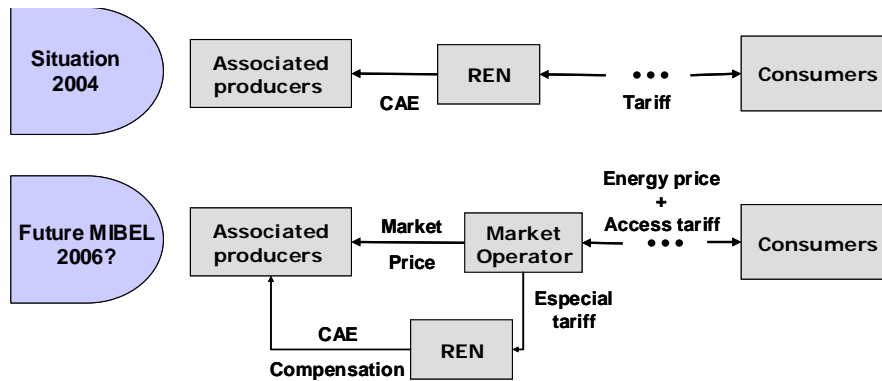 Situation
2004
Associated
producers
CAE
REN
•••
Tariff
Consumers
Future MIBEL
2006?
Associated
producers
Market
Price
Market
Operator
Energy price
+
Access tariff
•••
Consumers
Especial
tariff
CAE
Compensation
REN